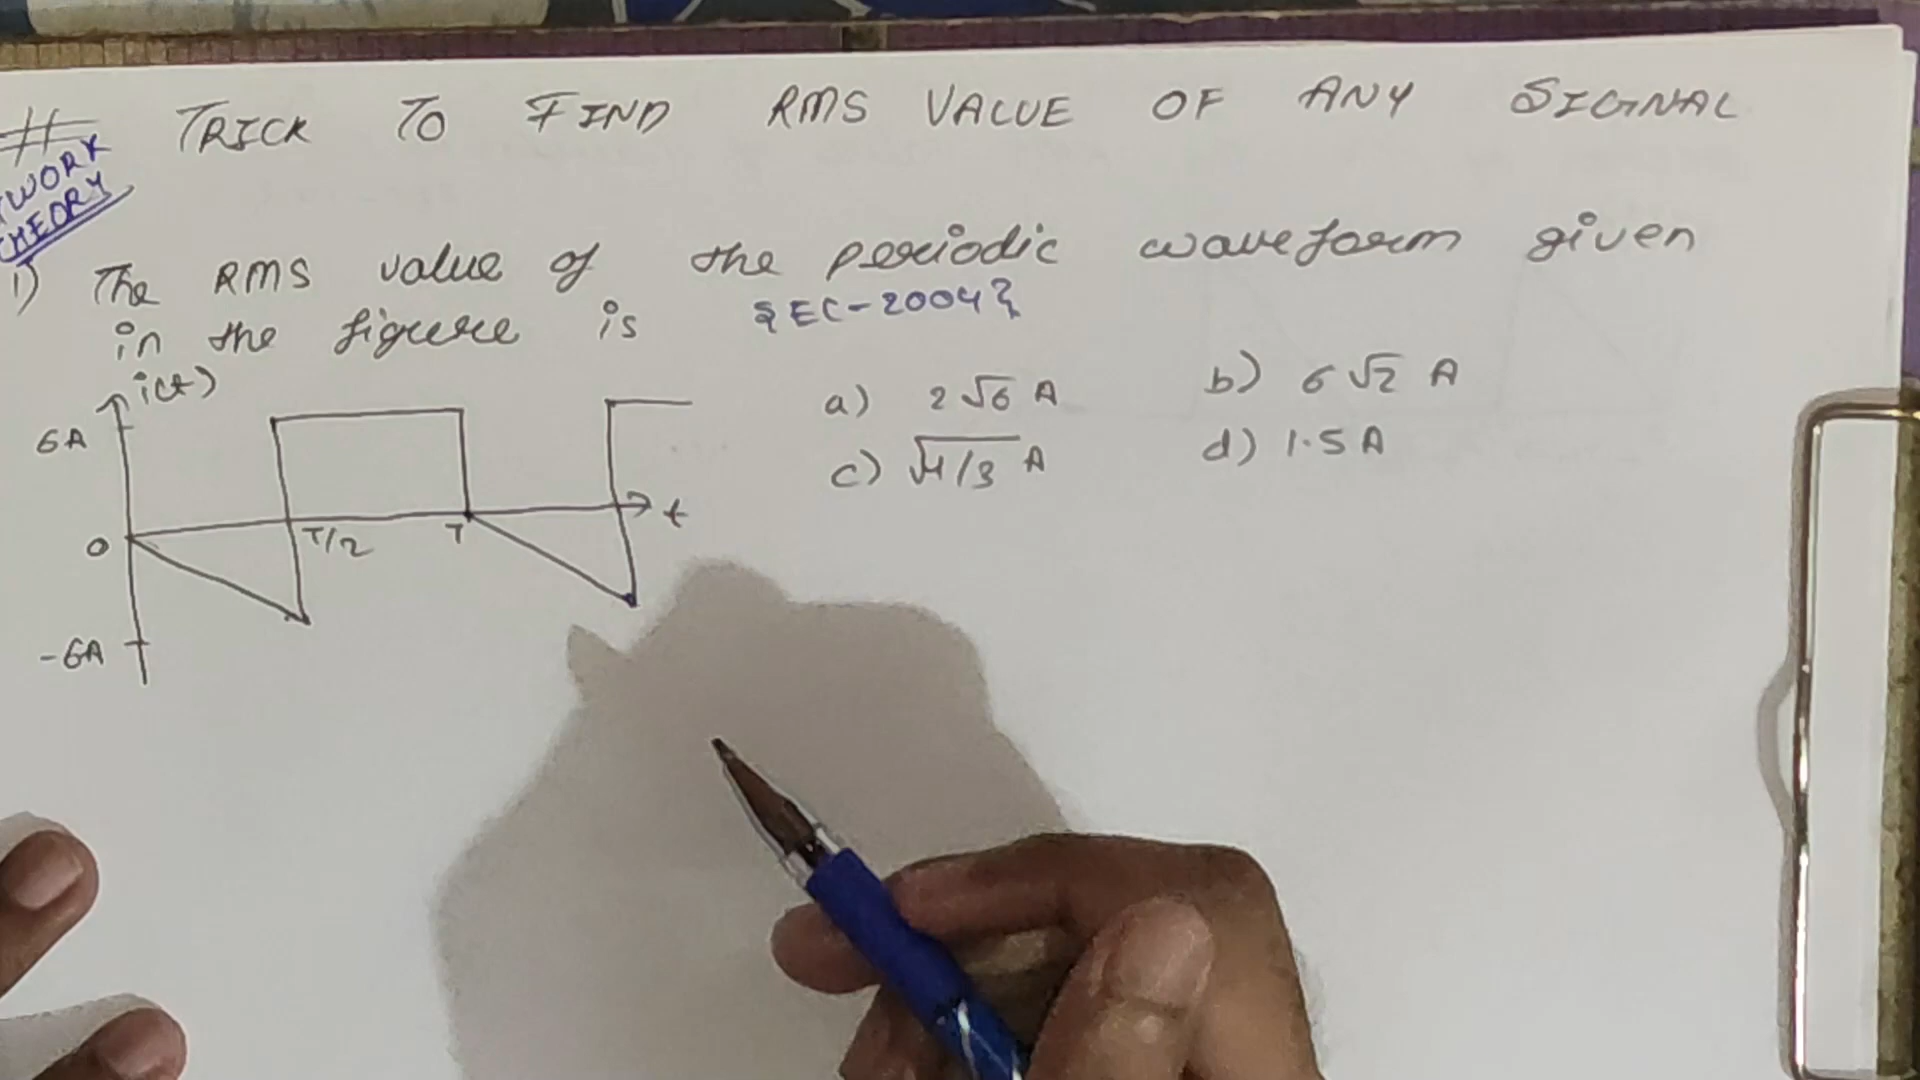 # TRICK TO FIND RMS VALUE OF ANY SIGNAL
TWORK
THEORY
1) The RMS value of the periodic waveform given
in the figure is {EC-2004}
i(t)
a) 2√6 A b) 6√2 A
6A
c) √4/3 A d) 1.5 A
0 T/2 T t
-6A